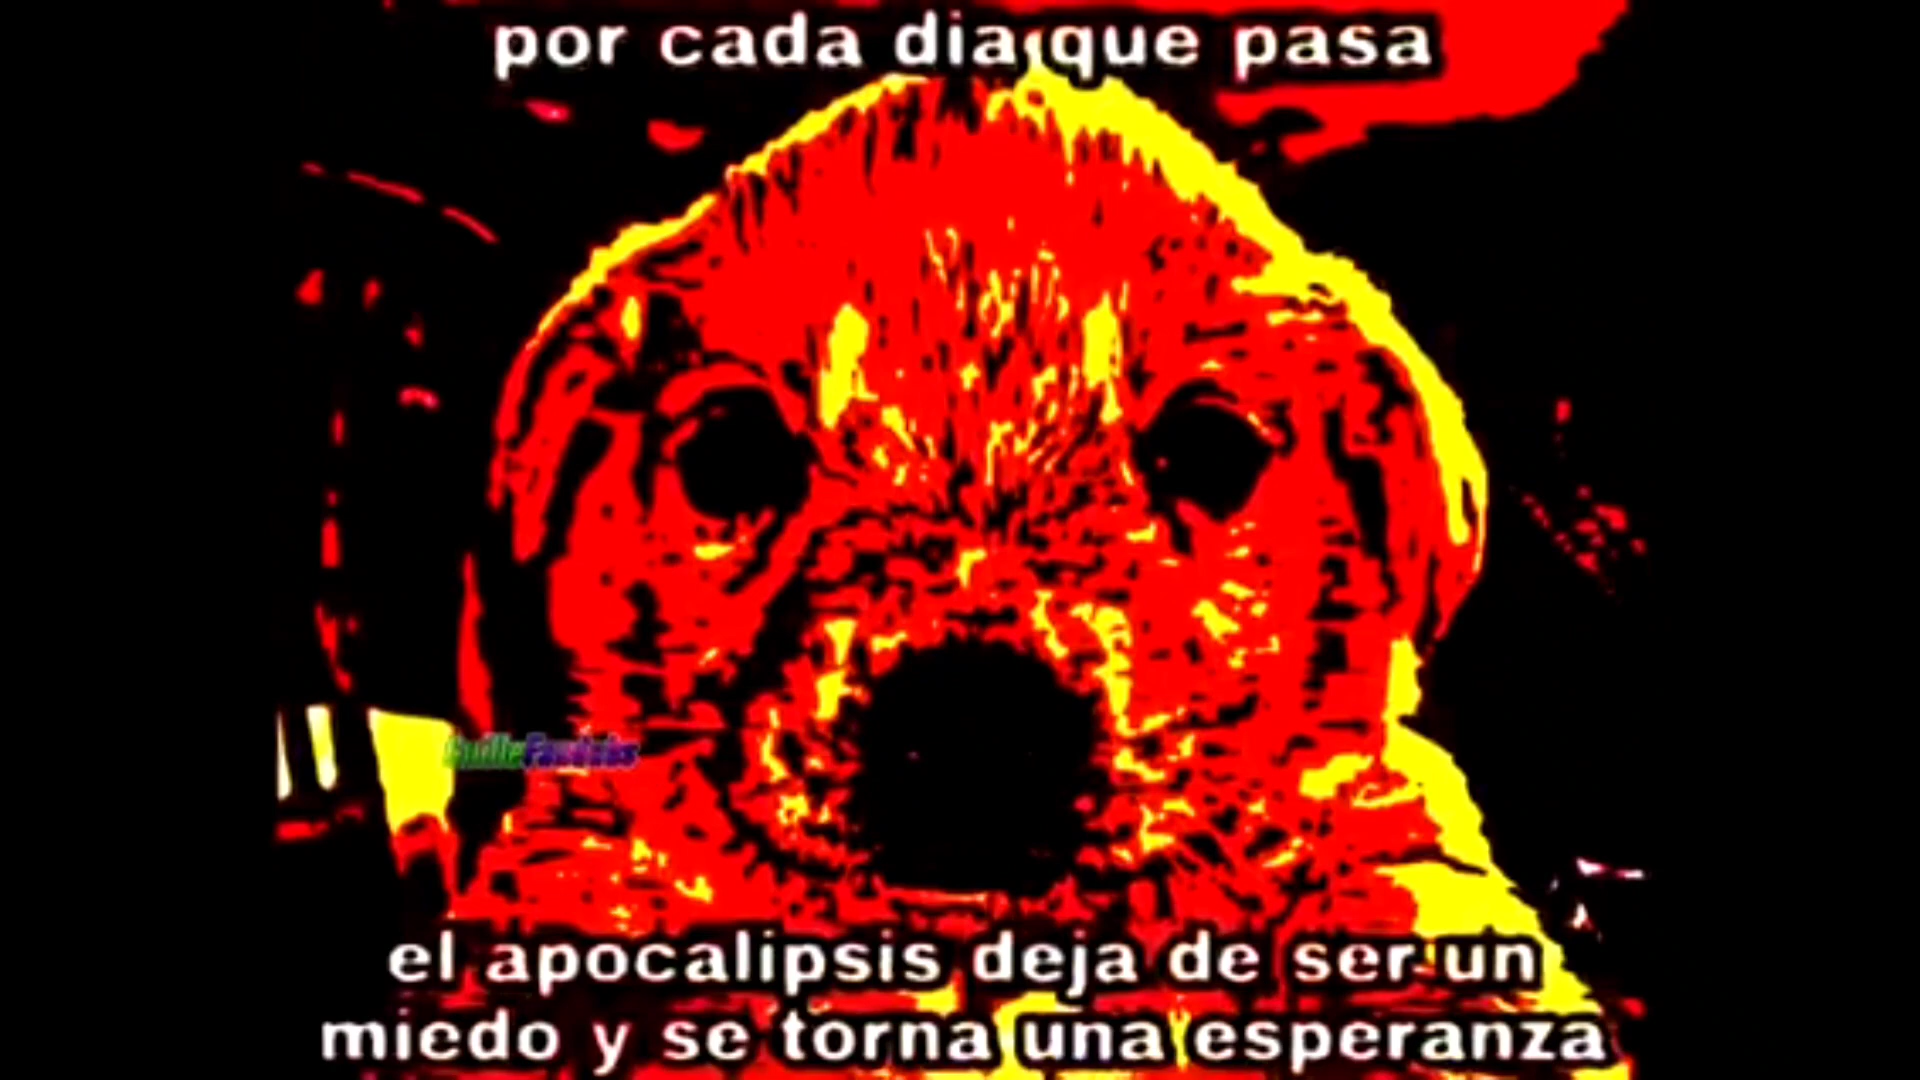 por cada dia que pasa
el apocalipsis deja de ser un
miedo y se torna una esperanza